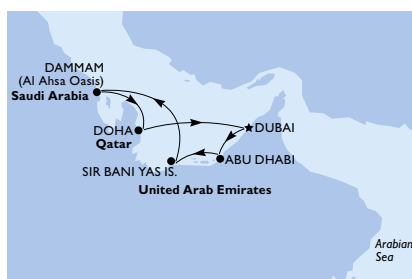 DAMMAM
(Al Ahsa Oasis)
Saudi Arabia
DOHA
Qatar
DUBAI
ABU DHABI
SIR BANI YAS IS.
United Arab Emirates
Arabian
Sea